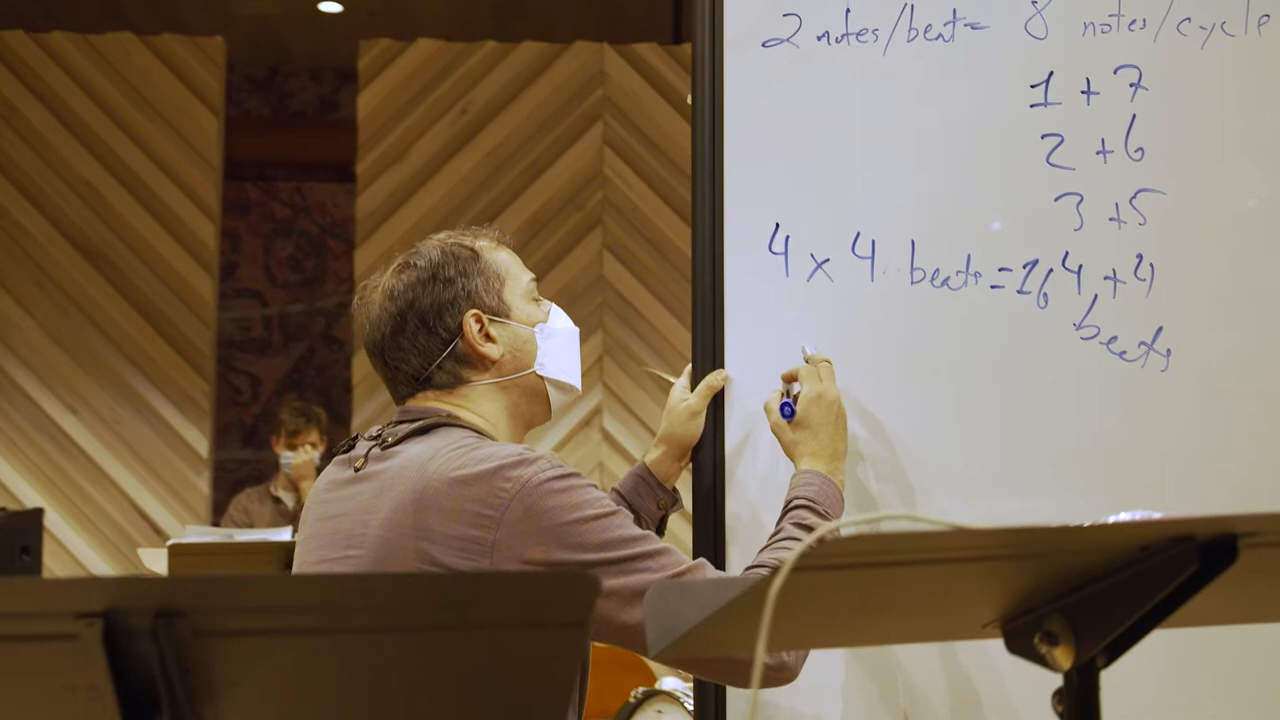 2 notes/beat= 8 notes/cycle
1 + 7
2 + 6
3 + 5
4 + 4
4 x 4 beats = 16
beats